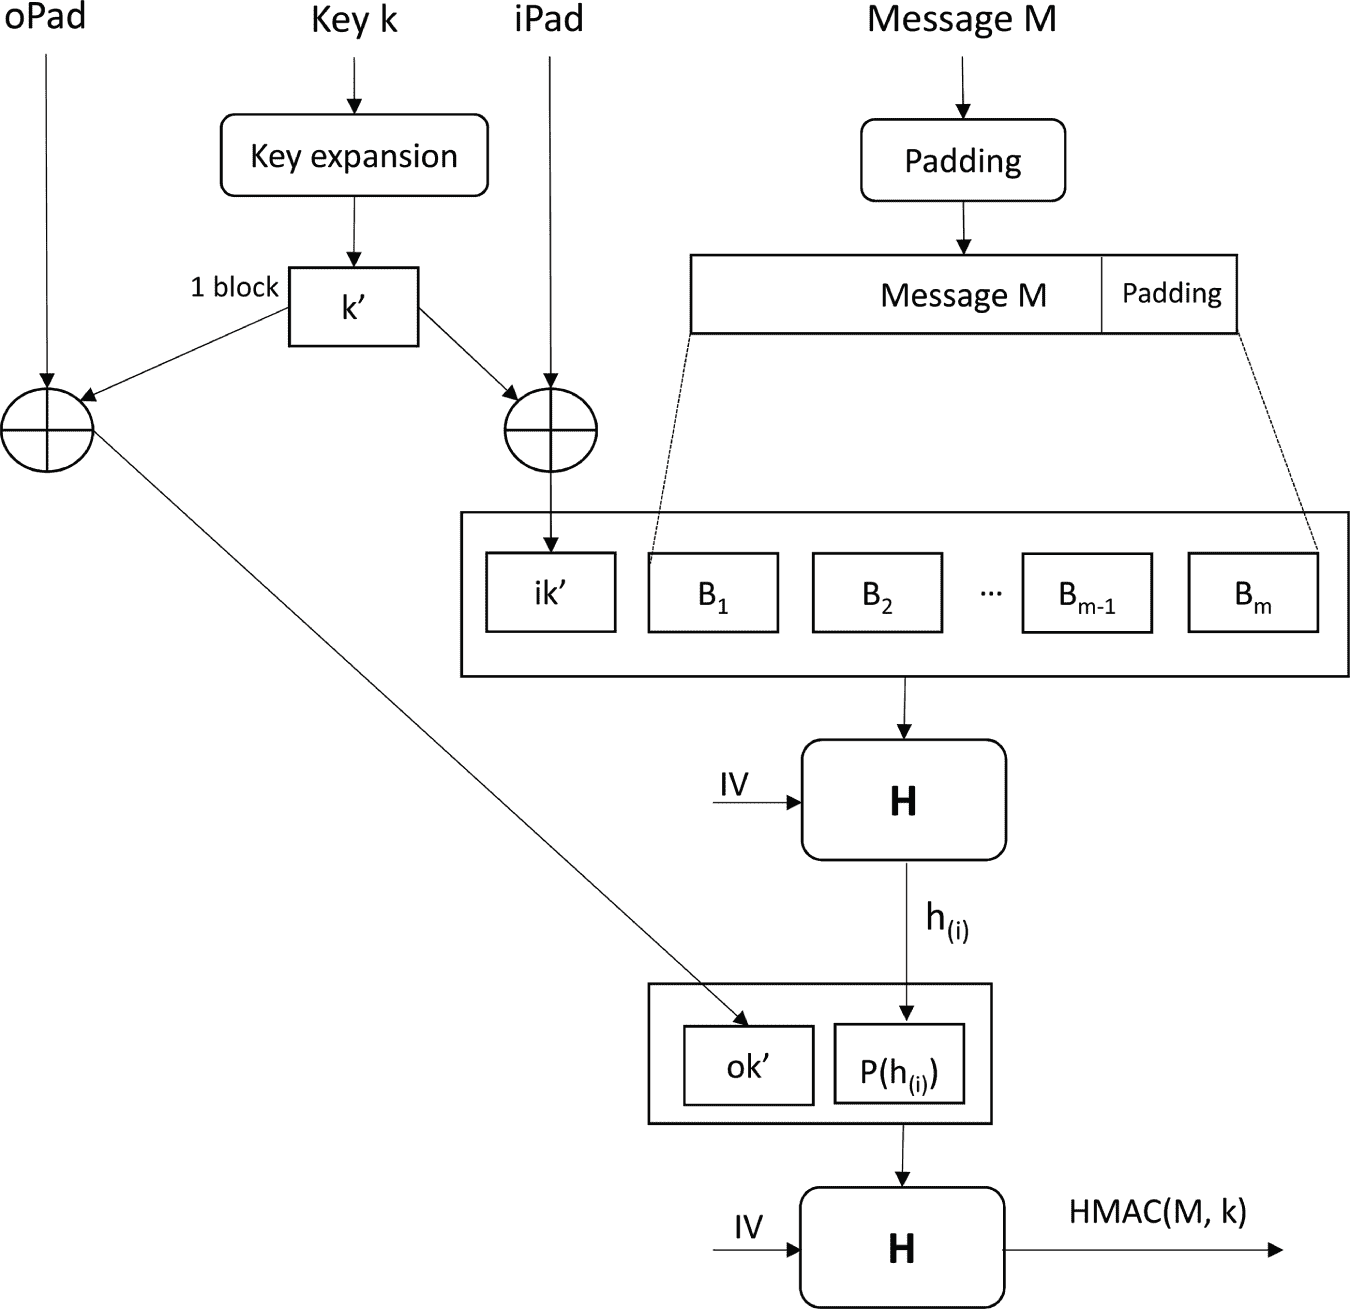 oPad
Key k
iPad
Message M
Key expansion
Padding
1 block
k’
Message M
Padding
ik’
B1
B2
...
Bm-1
Bm
IV
H
h(i)
ok’
P(h(i))
IV
H
HMAC(M, k)